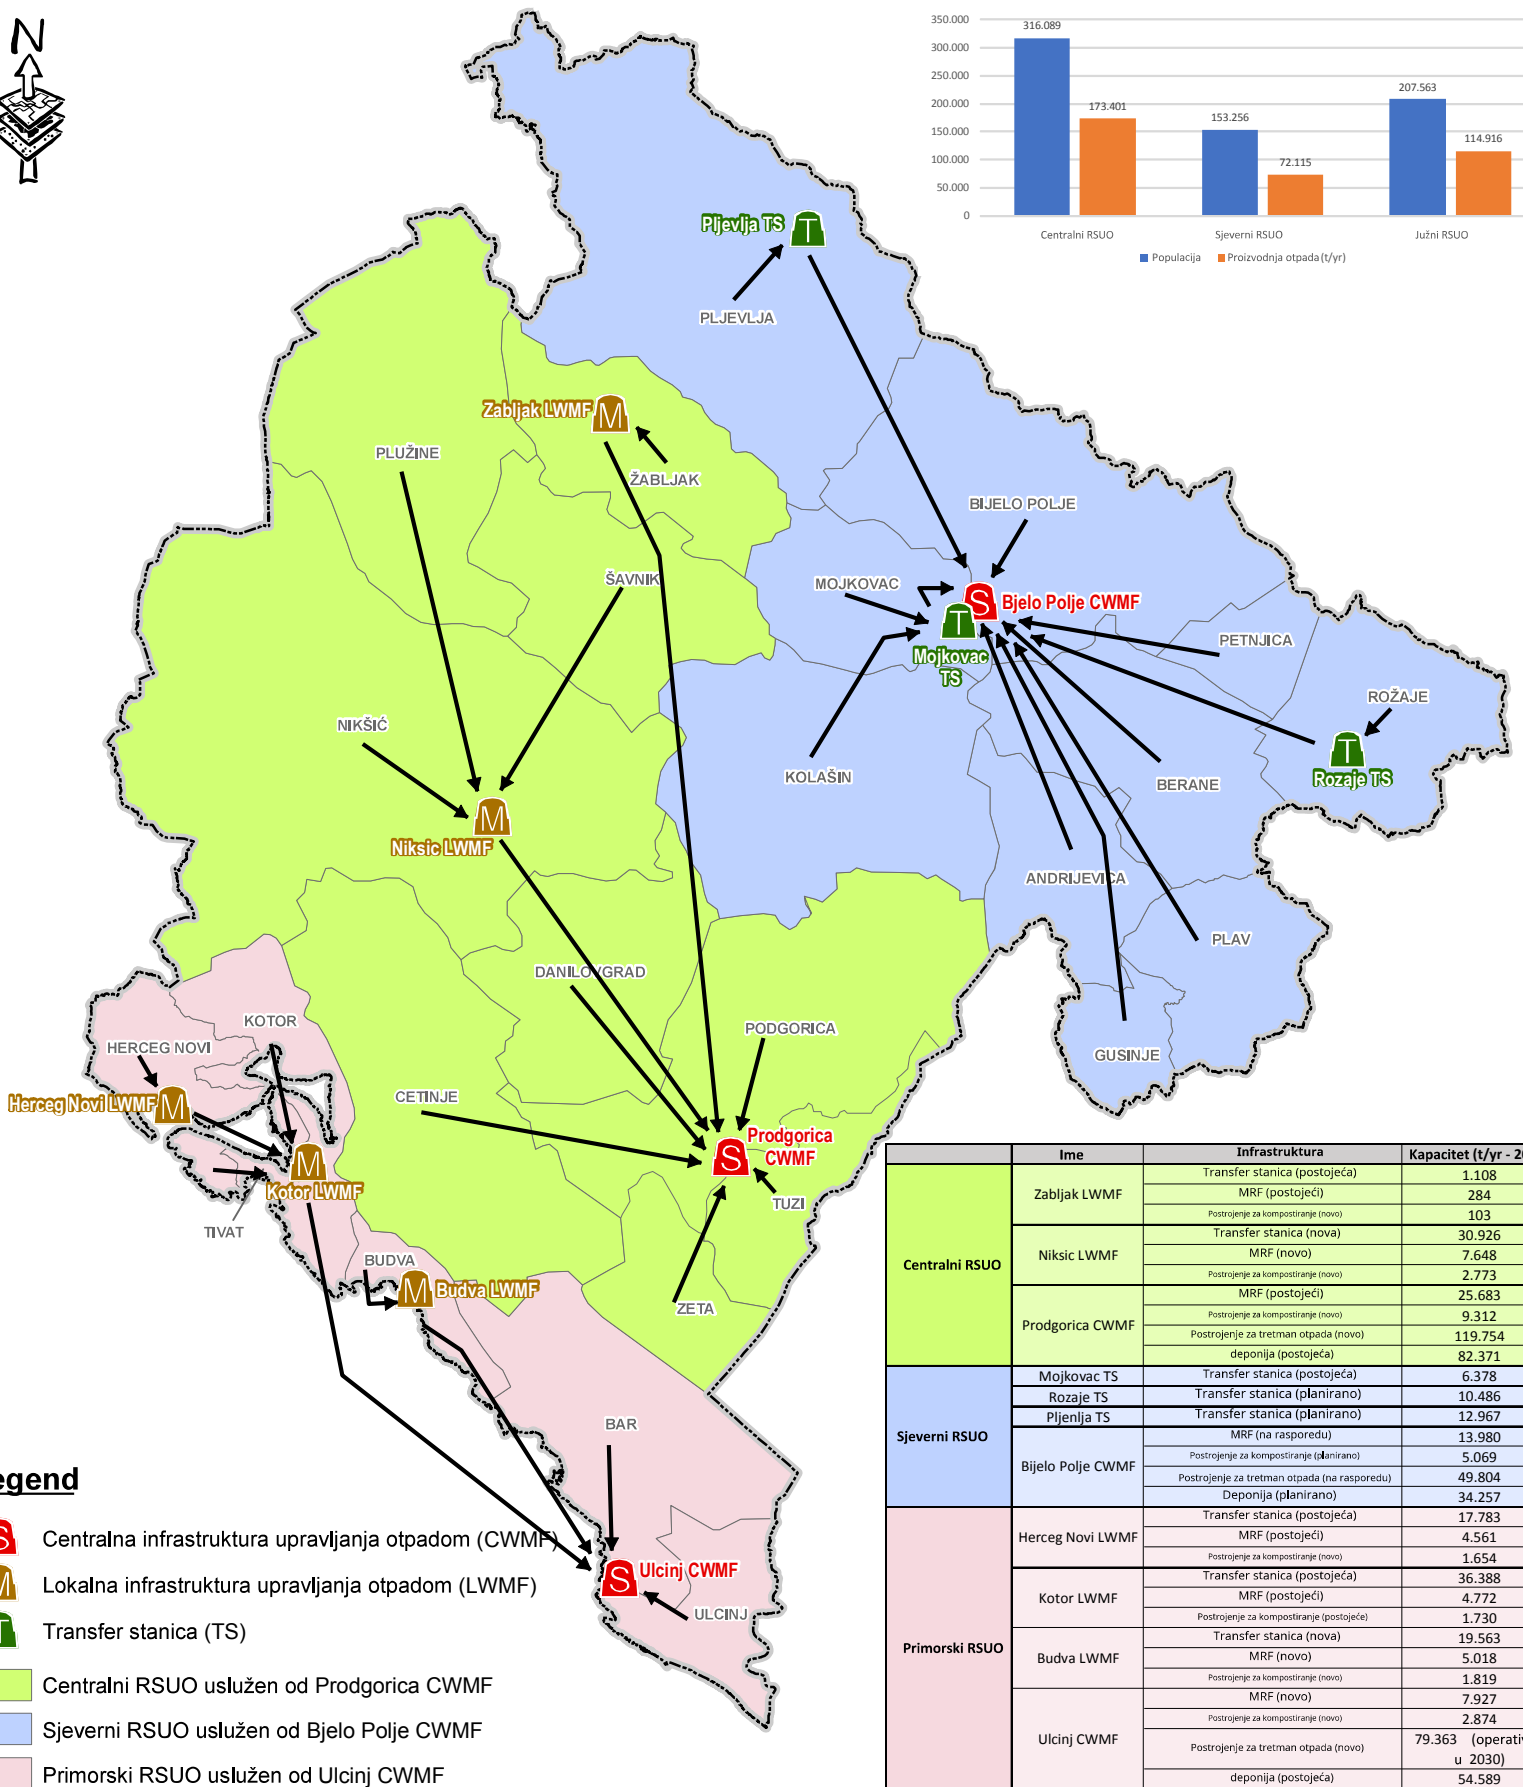 N
350.000
300.000
250.000
200.000
150.000
100.000
50.000
0
316.089
173.401
153.256
72.115
207.563
114.916
Centralni RSUO
Sjeverni RSUO
Južni RSUO
Populacija
Proizvodnja otpada (t/yr)
Pljevlja TS
PLJEVLJA
Zabljak LWMF
ŽABLJAK
PLUŽINE
BIJELO POLJE
ŠAVNIK
MOJKOVAC
Bjelo Polje CWMF
Mojkovac
TS
PETNJICA
ROŽAJE
NIKŠIĆ
KOLAŠIN
BERANE
Rozaje TS
Niksic LWMF
ANDRIJEVICA
PLAV
DANILOVGRAD
KOTOR
PODGORICA
HERCEG NOVI
GUSINJE
CETINJE
Herceg Novi LWMF
Prodgorica
CWMF
Kotor LWMF
TUZI
TIVAT
BUDVA
Budva LWMF
ZETA
BAR
Ulcinj CWMF
ULCINJ
egend
S Centralna infrastruktura upravljanja otpadom (CWMF)
M Lokalna infrastruktura upravljanja otpadom (LWMF)
T Transfer stanica (TS)
Centralni RSUO uslužen od Prodgorica CWMF
Sjeverni RSUO uslužen od Bjelo Polje CWMF
Primorski RSUO uslužen od Ulcinj CWMF
Ime Infrastruktura Kapacitet (t/yr - 20
Centralni RSUO
Zabljak LWMF
Transfer stanica (postojeća) 1.108
MRF (postojeći) 284
Postrojenje za kompostiranje (novo) 103
Niksic LWMF
Transfer stanica (nova) 30.926
MRF (novo) 7.648
Postrojenje za kompostiranje (novo) 2.773
Prodgorica CWMF
MRF (postojeći) 25.683
Postrojenje za kompostiranje (novo) 9.312
Postrojenje za tretman otpada (novo) 119.754
deponija (postojeća) 82.371
Sjeverni RSUO
Mojkovac TS Transfer stanica (postojeća) 6.378
Rozaje TS Transfer stanica (planirano) 10.486
Pljenlja TS Transfer stanica (planirano) 12.967
Bijelo Polje CWMF
MRF (na rasporedu) 13.980
Postrojenje za kompostiranje (planirano) 5.069
Postrojenje za tretman otpada (na rasporedu) 49.804
Deponija (planirano) 34.257
Primorski RSUO
Herceg Novi LWMF
Transfer stanica (postojeća) 17.783
MRF (postojeći) 4.561
Postrojenje za kompostiranje (novo) 1.654
Kotor LWMF
Transfer stanica (postojeća) 36.388
MRF (postojeći) 4.772
Postrojenje za kompostiranje (postojeće) 1.730
Budva LWMF
Transfer stanica (nova) 19.563
MRF (novo) 5.018
Postrojenje za kompostiranje (novo) 1.819
Ulcinj CWMF
MRF (novo) 7.927
Postrojenje za kompostiranje (novo) 2.874
Postrojenje za tretman otpada (novo) 79.363 (operativ
u 2030)
deponija (postojeća) 54.589